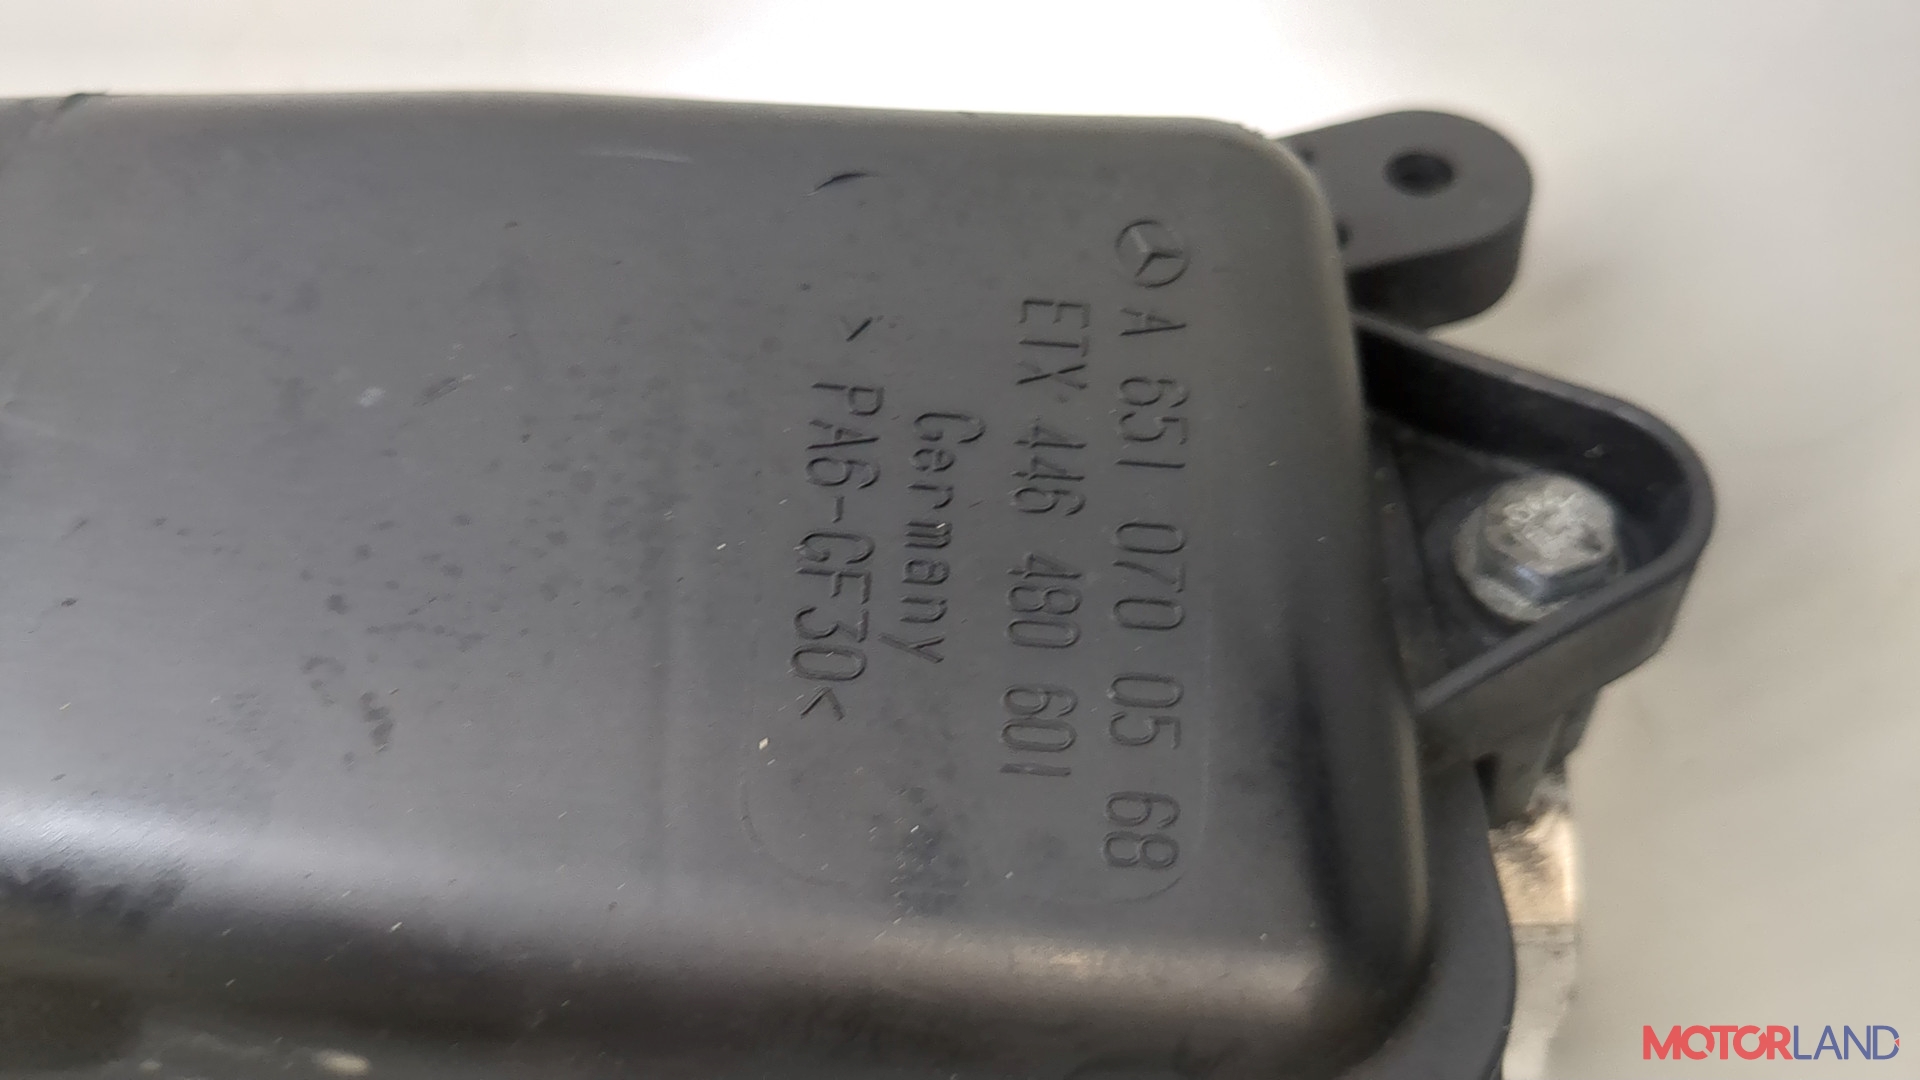 A 651 070 05 68
ETX 446 480 601
Germany
> PA6-GF30<
MOTORLAND